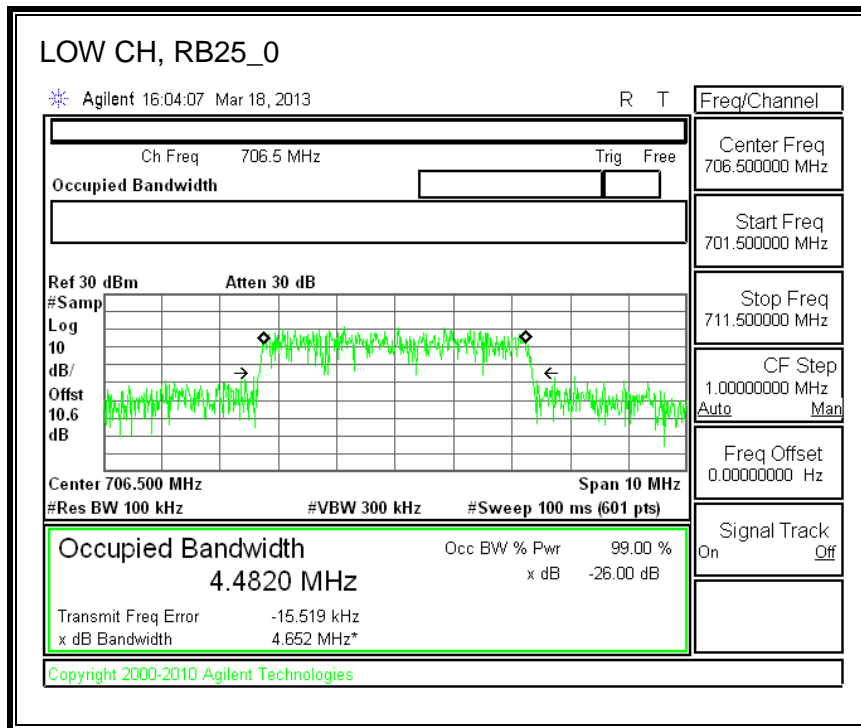 LOW CH, RB25_0
Agilent 16:04:07 Mar 18, 2013 R T
Ch Freq 706.5 MHz Trig Free
Occupied Bandwidth
Ref 30 dBm Atten 30 dB
#Samp
Log
10
dB/
Offst
10.6
dB
Center 706.500 MHz Span 10 MHz
#Res BW 100 kHz #VBW 300 kHz #Sweep 100 ms (601 pts)
Occupied Bandwidth Occ BW % Pwr 99.00 %
4.4820 MHz x dB -26.00 dB
Transmit Freq Error -15.519 kHz
x dB Bandwidth 4.652 MHz*
Copyright 2000-2010 Agilent Technologies
Freq/Channel
Center Freq
706.500000 MHz
Start Freq
701.500000 MHz
Stop Freq
711.500000 MHz
CF Step
1.00000000 MHz
Auto Man
Freq Offset
0.00000000 Hz
Signal Track
On Off